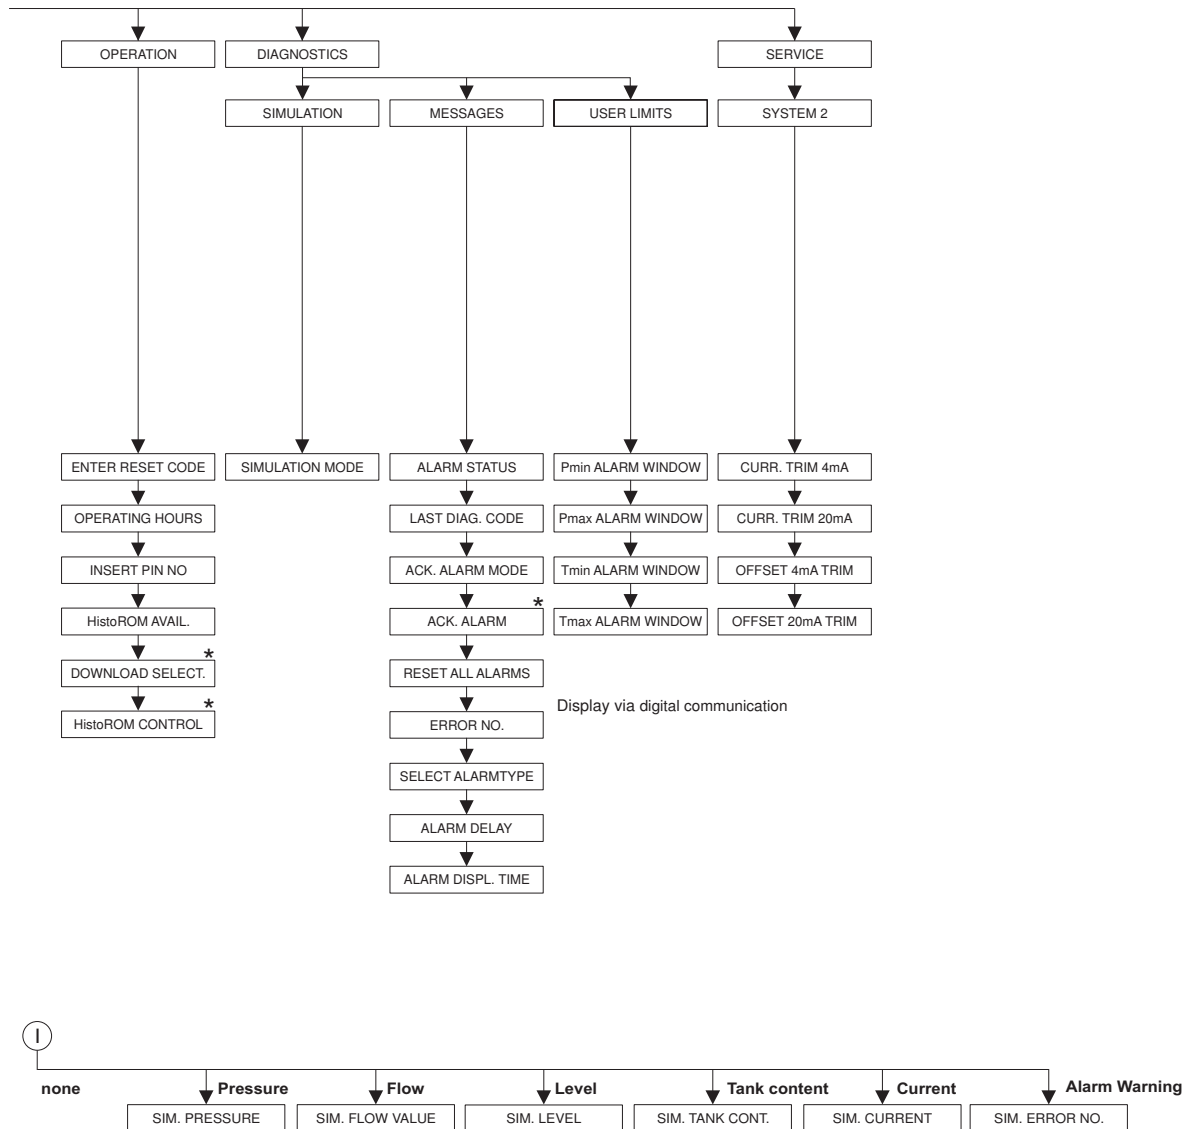 OPERATION
DIAGNOSTICS
SERVICE
SIMULATION
MESSAGES
USER LIMITS
SYSTEM 2
ENTER RESET CODE
SIMULATION MODE
ALARM STATUS
Pmin ALARM WINDOW
CURR. TRIM 4mA
OPERATING HOURS
LAST DIAG. CODE
Pmax ALARM WINDOW
CURR. TRIM 20mA
INSERT PIN NO
ACK. ALARM MODE
Tmin ALARM WINDOW
OFFSET 4mA TRIM
*
HistoROM AVAIL.
ACK. ALARM
Tmax ALARM WINDOW
OFFSET 20mA TRIM
*
DOWNLOAD SELECT.
RESET ALL ALARMS
*
Display via digital communication
HistoROM CONTROL
ERROR NO.
SELECT ALARMTYPE
ALARM DELAY
ALARM DISPL. TIME
I
none
Pressure
Flow
Level
Tank content
Current
Alarm Warning
SIM. PRESSURE
SIM. FLOW VALUE
SIM. LEVEL
SIM. TANK CONT.
SIM. CURRENT
SIM. ERROR NO.